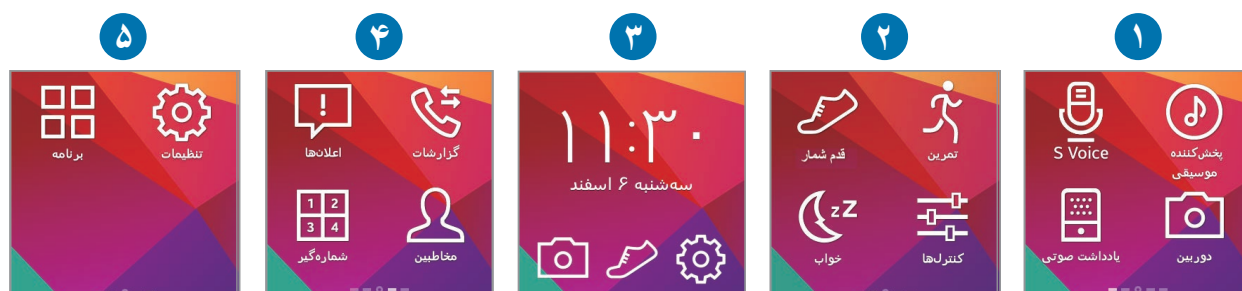 ۱
۲
۳
۴
۵
S Voice
پخش‌کننده
موسیقی
یادداشت صوتی
دوربین
قدم شمار
تمرین
خواب
کنترل‌ها
۱۱:۳۰
سه‌شنبه ۶ اسفند
اعلان‌ها
گزارشات
1 2
3 4
شماره‌گیر
مخاطبین
برنامه
تنظیمات
zZ